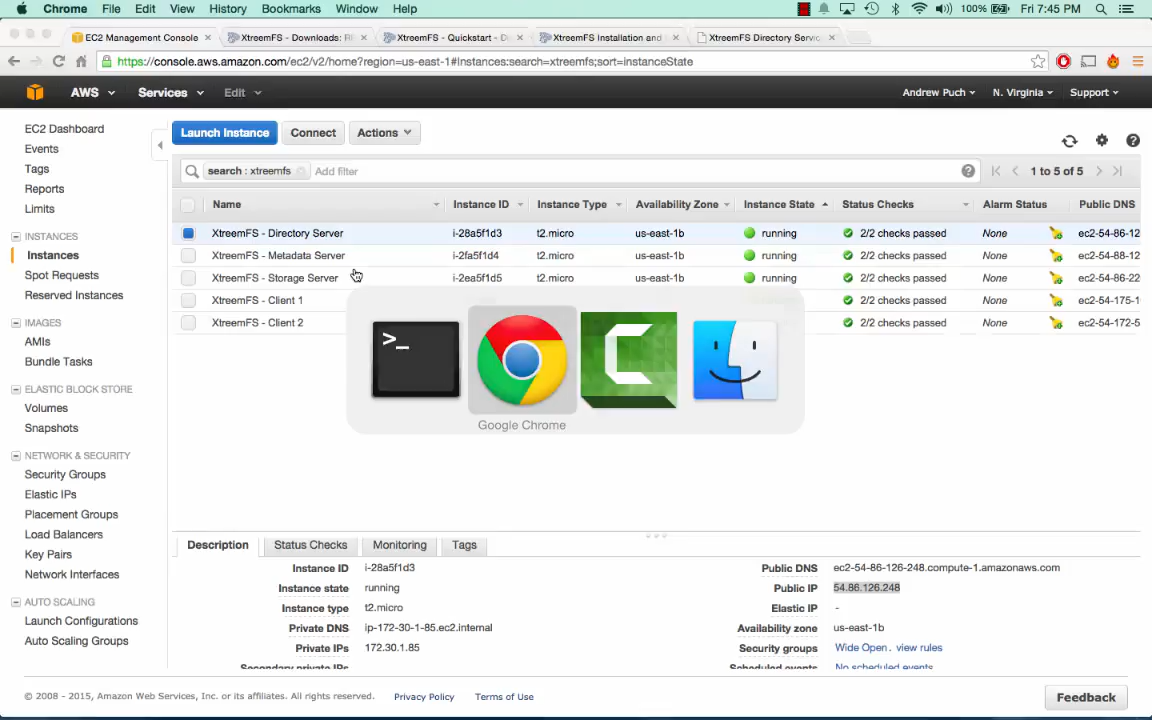 Chrome File Edit View History Bookmarks Window Help 100% Fri 7:45 PM
EC2 Management Console × XtreemFS - Downloads: RE × XtreemFS - Quickstart - D × XtreemFS Installation and × XtreemFS Directory Servic ×
https://console.aws.amazon.com/ec2/v2/home?region=us-east-1#Instances:search=xtreemfs;sort=instanceState
AWS Services Edit Andrew Puch N. Virginia Support
EC2 Dashboard
Events
Tags
Reports
Limits
INSTANCES
Instances
Spot Requests
Reserved Instances
IMAGES
AMIs
Bundle Tasks
ELASTIC BLOCK STORE
Volumes
Snapshots
NETWORK & SECURITY
Security Groups
Elastic IPs
Placement Groups
Load Balancers
Key Pairs
Network Interfaces
AUTO SCALING
Launch Configurations
Auto Scaling Groups
Launch Instance Connect Actions
search : xtreemfs Add filter 1 to 5 of 5
Name Instance ID Instance Type Availability Zone Instance State Status Checks Alarm Status Public DNS
XtreemFS - Directory Server i-28a5f1d3 t2.micro us-east-1b running 2/2 checks passed None ec2-54-86-12
XtreemFS - Metadata Server i-2fa5f1d4 t2.micro us-east-1b running 2/2 checks passed None ec2-54-88-12
XtreemFS - Storage Server i-2ea5f1d5 t2.micro us-east-1b running 2/2 checks passed None ec2-54-86-22
XtreemFS - Client 1 2/2 checks passed None ec2-54-175-1
XtreemFS - Client 2 2/2 checks passed None ec2-54-172-5
>_
Google Chrome
Description Status Checks Monitoring Tags
Instance ID i-28a5f1d3 Public DNS ec2-54-86-126-248.compute-1.amazonaws.com
Instance state running Public IP 54.86.126.248
Instance type t2.micro Elastic IP -
Private DNS ip-172-30-1-85.ec2.internal Availability zone us-east-1b
Private IPs 172.30.1.85 Security groups Wide Open. view rules
Secondary private IPs Scheduled events No scheduled events
© 2008 - 2015, Amazon Web Services, Inc. or its affiliates. All rights reserved. Privacy Policy Terms of Use Feedback